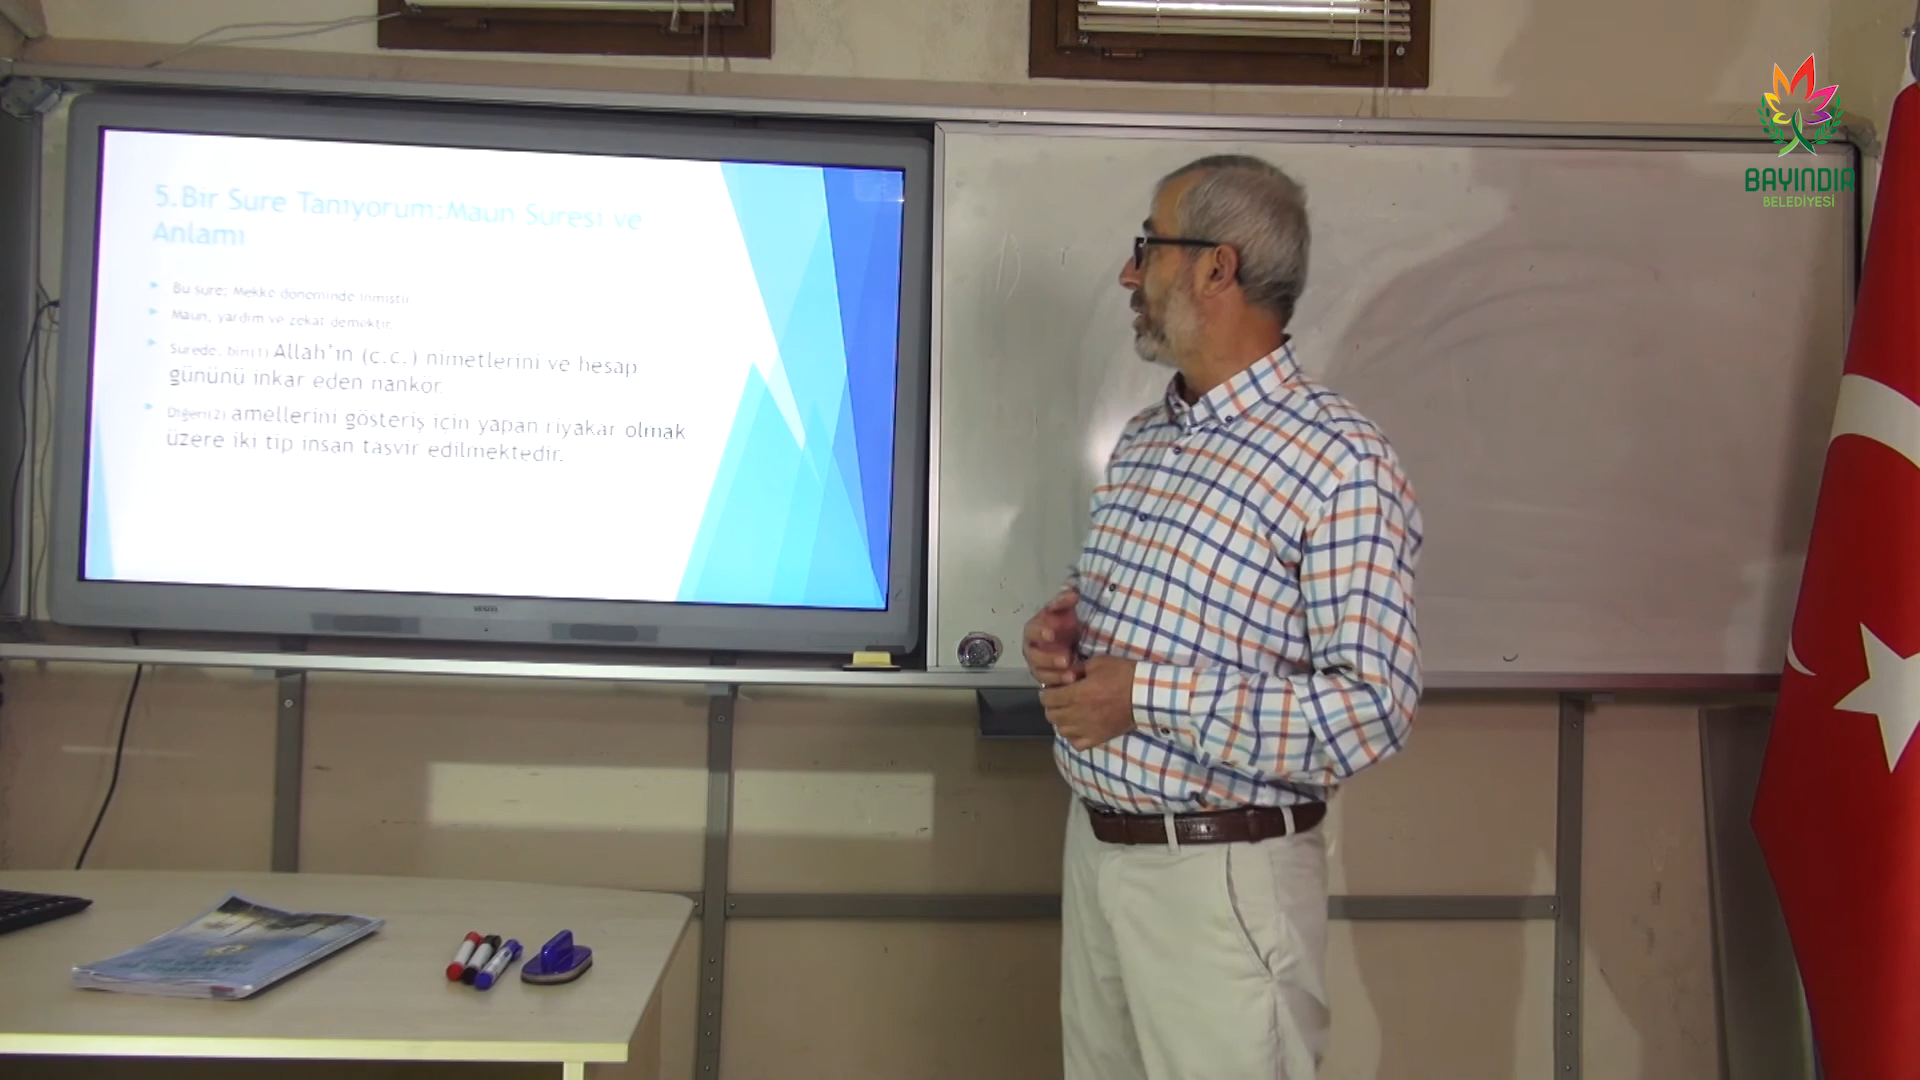 5.Bir Sure Tanıyorum:Maun Suresi ve
Anlamı
Bu sure; Mekke döneminde inmiştir.
Maun, yardım ve zekat demektir.
Surede, biri(1) Allah'ın (c.c.) nimetlerini ve hesap
gününü inkar eden nankör.
Diğeri(2) amellerini gösteriş için yapan riyakar olmak
üzere iki tip insan tasvir edilmektedir.
BAYINDIR
BELEDİYESİ